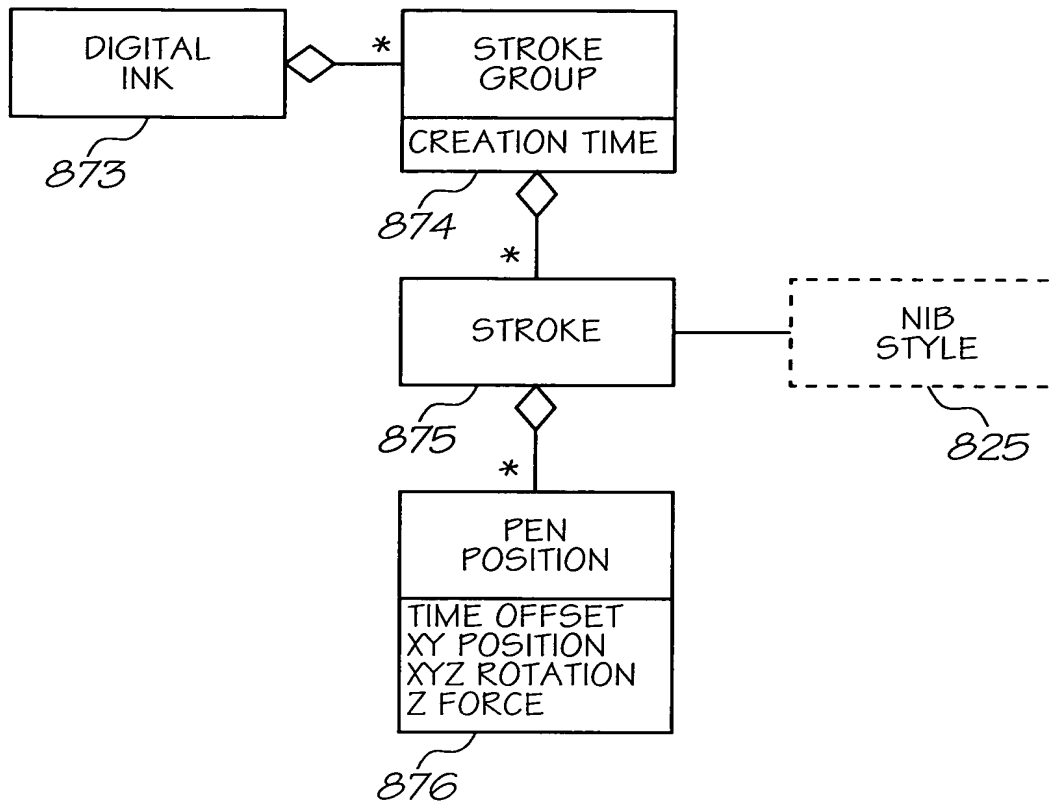 DIGITAL
INK
873
*
STROKE
GROUP
CREATION TIME
874
*
STROKE
875
NIB
STYLE
825
*
PEN
POSITION
TIME OFFSET
XY POSITION
XYZ ROTATION
Z FORCE
876